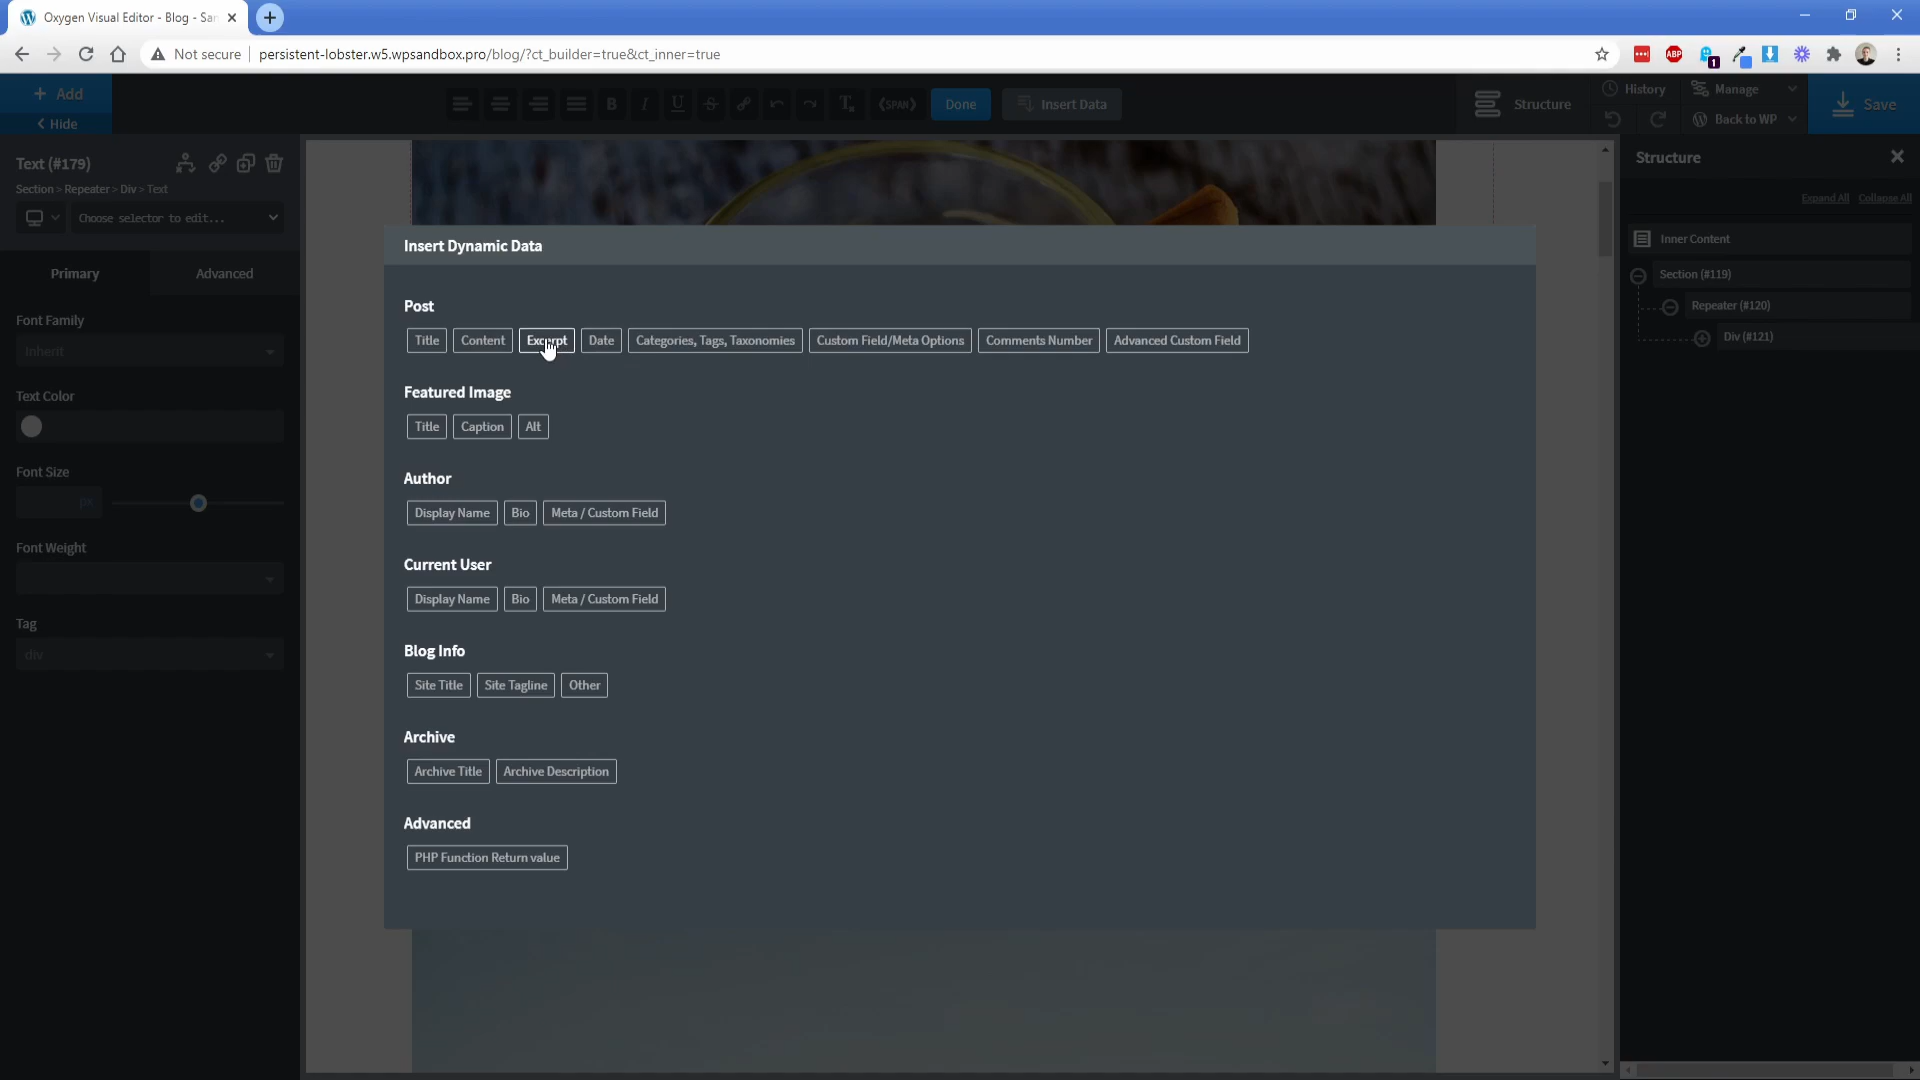 Oxygen Visual Editor - Blog - Sa
Not secure
persistent-lobster.w5.wpsandbox.pro/blog/?ct_builder=true&ct_inner=true
ABP
1
+ Add
< Hide
B I U S T
<SPAN>
Done
Insert Data
Structure
History
Manage
Back to WP
Save
Text (#179)
Section > Repeater > Div > Text
Choose selector to edit...
Primary
Advanced
Font Family
Inherit
Text Color
Font Size
px
Font Weight
Tag
div
Insert Dynamic Data
Post
Title Content Excerpt Date Categories, Tags, Taxonomies Custom Field/Meta Options Comments Number Advanced Custom Field
Featured Image
Title Caption Alt
Author
Display Name Bio Meta / Custom Field
Current User
Display Name Bio Meta / Custom Field
Blog Info
Site Title Site Tagline Other
Archive
Archive Title Archive Description
Advanced
PHP Function Return value
Structure
Expand All Collapse All
Inner Content
Section (#119)
Repeater (#120)
Div (#121)